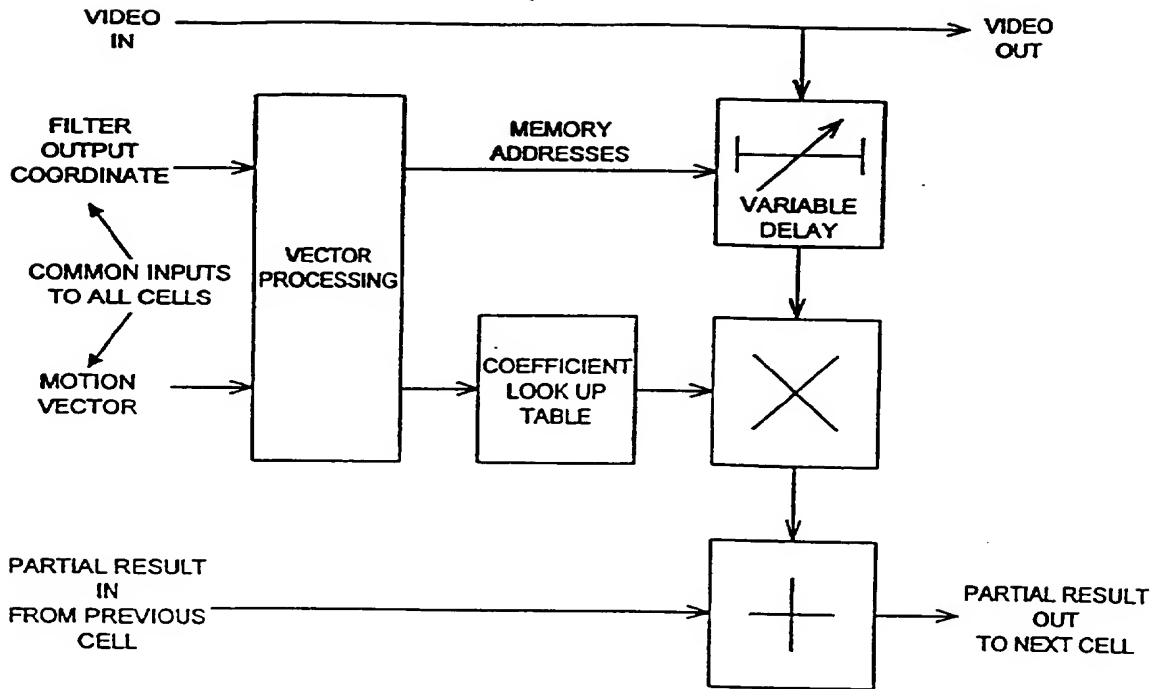 VIDEO
IN
VIDEO
OUT
FILTER
OUTPUT
COORDINATE
MEMORY
ADDRESSES
VARIABLE
DELAY
VECTOR
PROCESSING
COMMON INPUTS
TO ALL CELLS
COEFFICIENT
LOOK UP
TABLE
MOTION
VECTOR
PARTIAL RESULT
IN
FROM PREVIOUS
CELL
PARTIAL RESULT
OUT
TO NEXT CELL